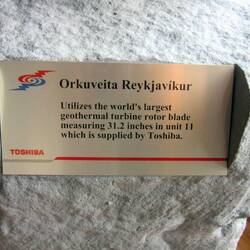 Orkuveita Reykjavíkur
Utilizes the world's largest
geothermal turbine rotor blade
measuring 31.2 inches in unit 11
which is supplied by Toshiba.
TOSHIBA